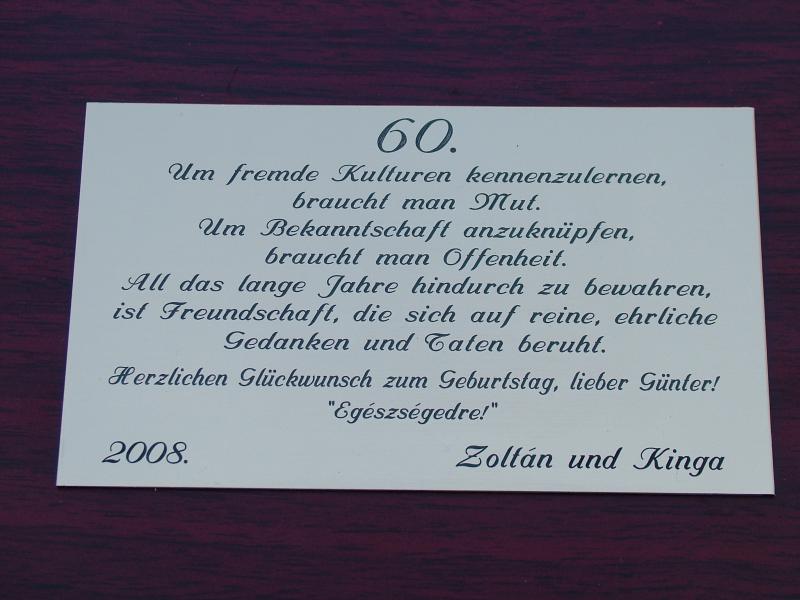 60.
Um fremde Kulturen kennenzulernen,
braucht man Mut.
Um Bekanntschaft anzuknüpfen,
braucht man Offenheit.
All das lange Jahre hindurch zu bewahren,
ist Freundschaft, die sich auf reine, ehrliche
Gedanken und Taten beruht.
Herzlichen Glückwunsch zum Geburtstag, lieber Günter!
"Egészségedre!"
2008. Zoltán und Kinga